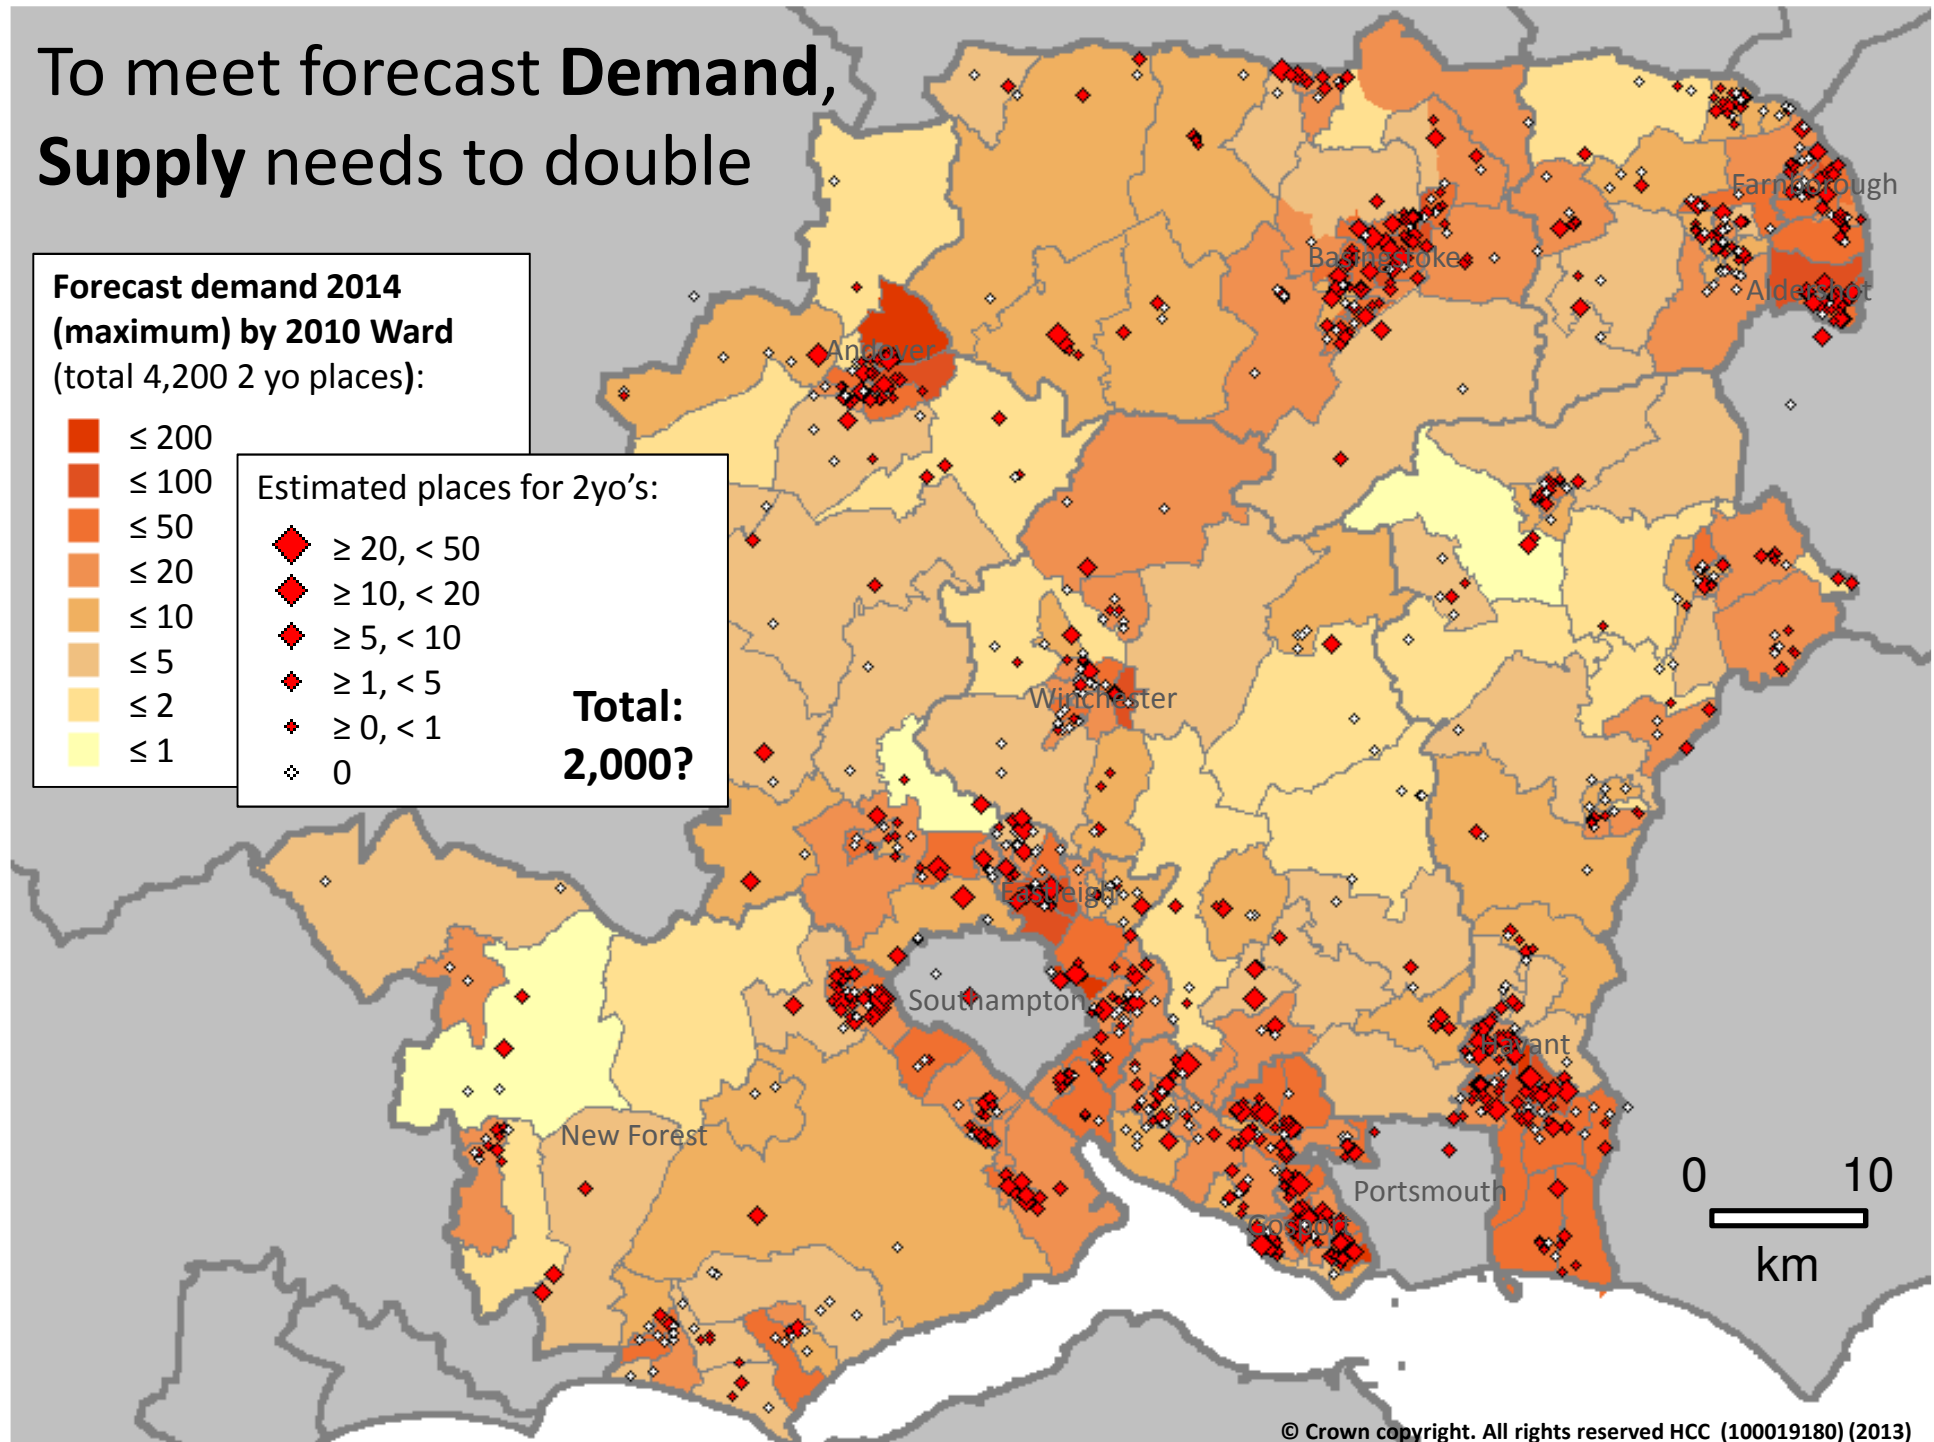 To meet forecast Demand,
Supply needs to double
Forecast demand 2014
(maximum) by 2010 Ward
(total 4,200 2 yo places):
≤ 200
≤ 100
≤ 50
≤ 20
≤ 10
≤ 5
≤ 2
≤ 1
Estimated places for 2yo's:
≥ 20, < 50
≥ 10, < 20
≥ 5, < 10
≥ 1, < 5
≥ 0, < 1
0
Total:
2,000?
Farnborough
Basingstoke
Aldershot
Andover
Winchester
Eastleigh
Southampton
Havant
New Forest
Portsmouth
Gosport
0 10
km
© Crown copyright. All rights reserved HCC (100019180) (2013)